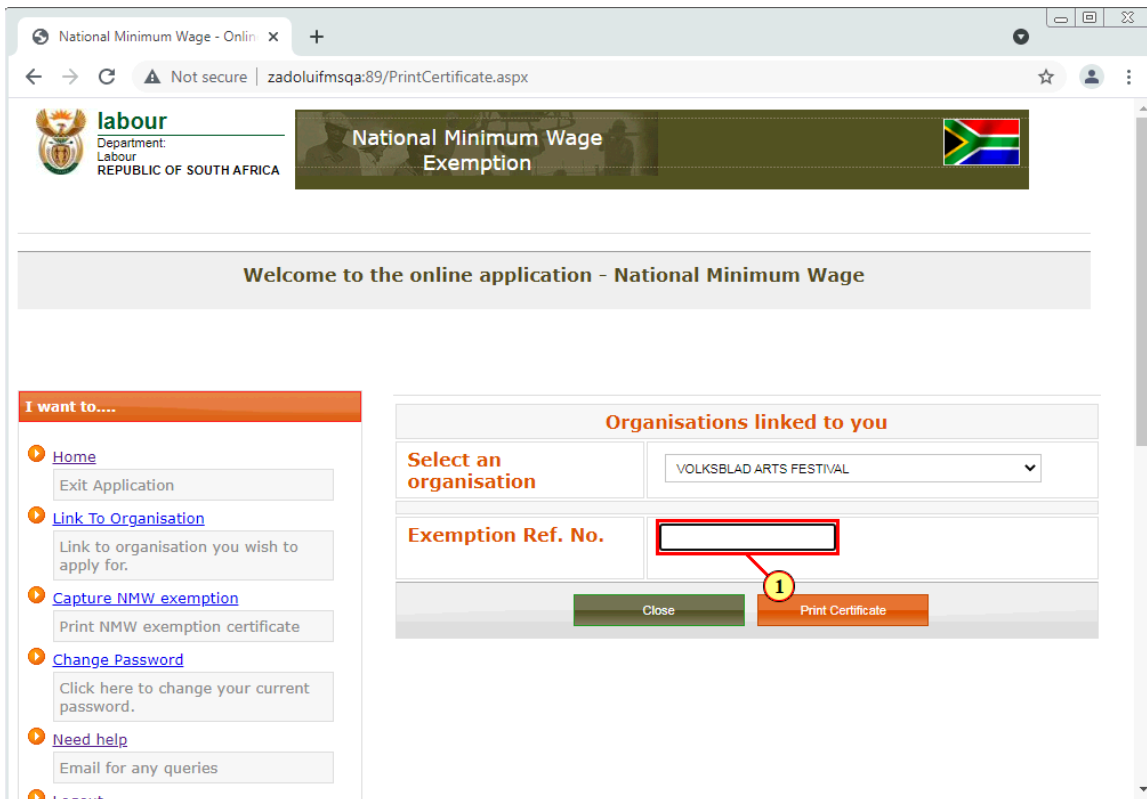 National Minimum Wage - Onlin
Not secure | zadoluifmsqa:89/PrintCertificate.aspx
labour
Department:
Labour
REPUBLIC OF SOUTH AFRICA
National Minimum Wage
Exemption
Welcome to the online application - National Minimum Wage
I want to....
Home
Exit Application
Link To Organisation
Link to organisation you wish to
apply for.
Capture NMW exemption
Print NMW exemption certificate
Change Password
Click here to change your current
password.
Need help
Email for any queries
Logout
Organisations linked to you
Select an
organisation
VOLKSBLAD ARTS FESTIVAL
Exemption Ref. No.
1
Close
Print Certificate